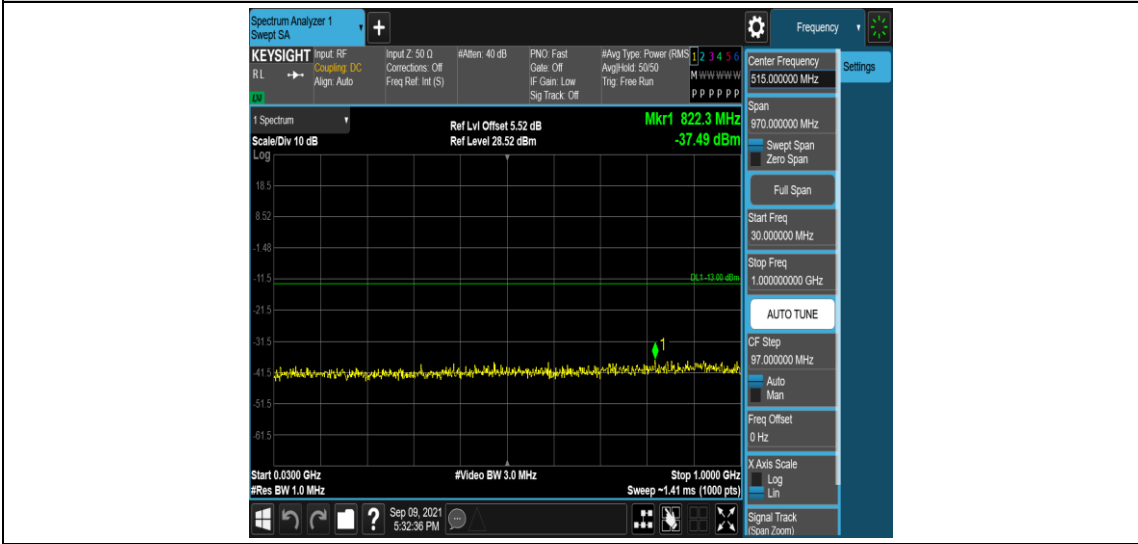 Spectrum Analyzer 1
Swept SA
+
Frequency
KEYSIGHT
RL
LM
Input: RF
Coupling: DC
Align: Auto
Input Z: 50 Ω
Corrections: Off
Freq Ref: Int (S)
#Atten: 40 dB
PNO: Fast
Gate: Off
IF Gain: Low
Sig Track: Off
#Avg Type: Power (RMS
Avg|Hold: 50/50
Trig: Free Run
1 2 3 4 5 6
M W W W W W
P P P P P P
1 Spectrum
Scale/Div 10 dB
Log
Ref Lvl Offset 5.52 dB
Ref Level 28.52 dBm
Mkr1 822.3 MHz
-37.49 dBm
18.5
8.52
-1.48
-11.5
DL1 -13.00 dBm
-21.5
-31.5
1
-41.5
-51.5
-61.5
Start 0.0300 GHz
#Video BW 3.0 MHz
Stop 1.0000 GHz
#Res BW 1.0 MHz
Sweep ~1.41 ms (1000 pts)
?
Sep 09, 2021
5:32:36 PM
Center Frequency
515.000000 MHz
Settings
Span
970.000000 MHz
Swept Span
Zero Span
Full Span
Start Freq
30.000000 MHz
Stop Freq
1.000000000 GHz
AUTO TUNE
CF Step
97.000000 MHz
Auto
Man
Freq Offset
0 Hz
X Axis Scale
Log
Lin
Signal Track
(Span Zoom)